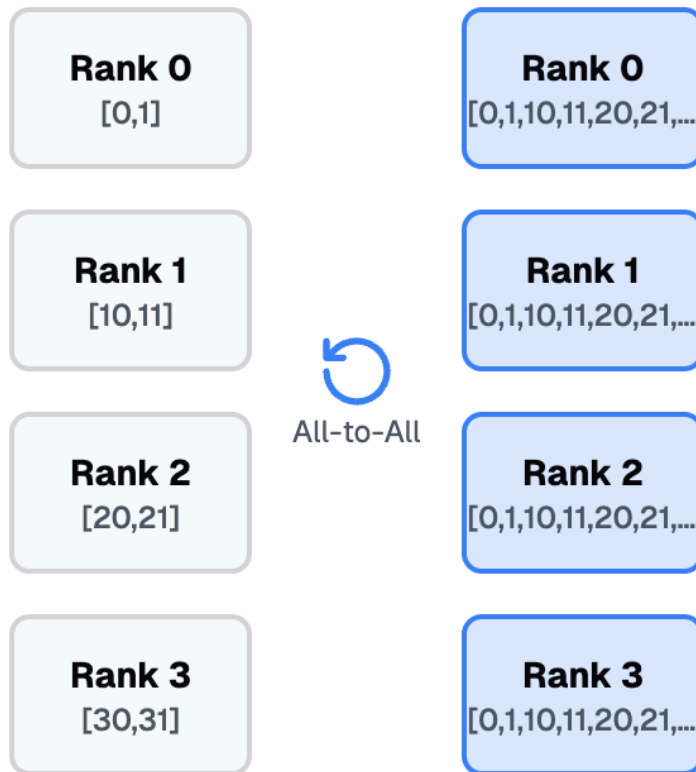 Rank 0
[0,1]
Rank 0
[0,1,10,11,20,21,...
Rank 1
[10,11]
Rank 1
[0,1,10,11,20,21,...
All-to-All
Rank 2
[20,21]
Rank 2
[0,1,10,11,20,21,...
Rank 3
[30,31]
Rank 3
[0,1,10,11,20,21,...